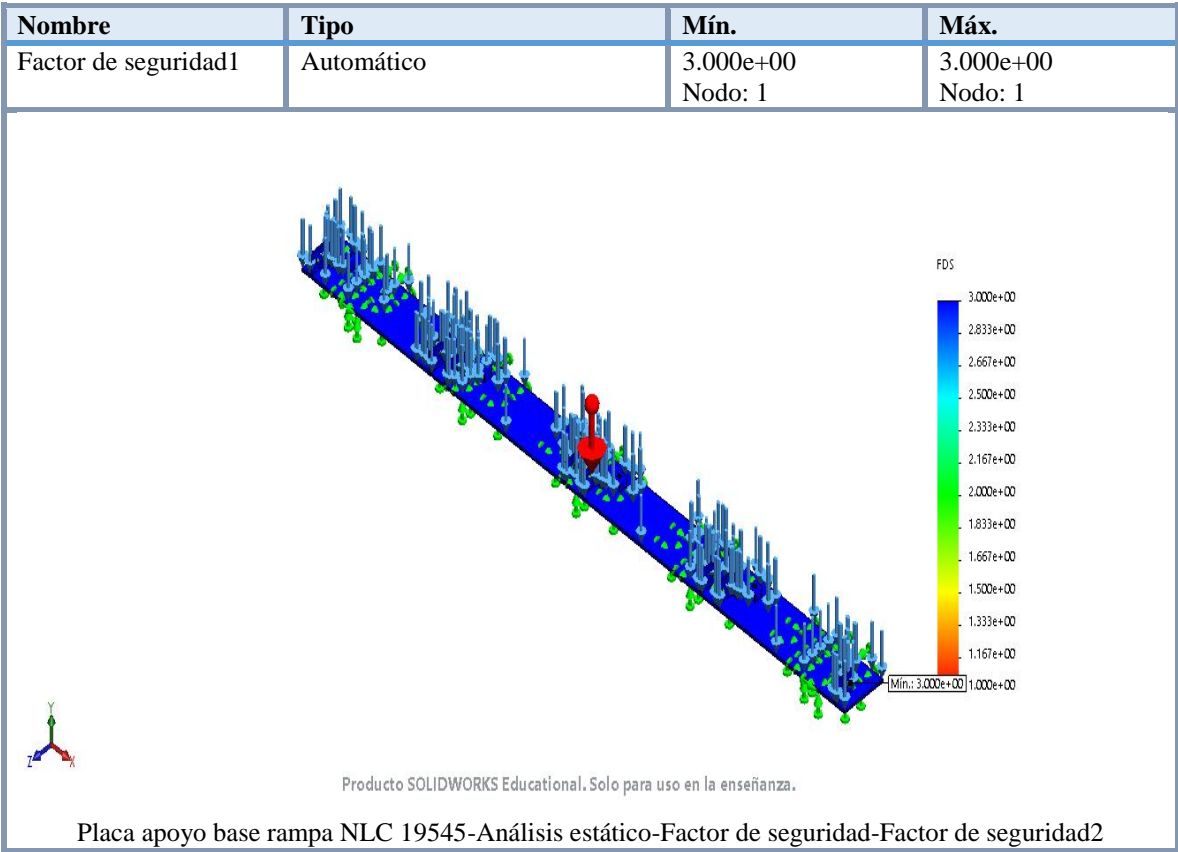 Nombre Tipo Mín. Máx.
Factor de seguridad1 Automático 3.000e+00 3.000e+00
Nodo: 1 Nodo: 1
FDS
3.000e+00
2.833e+00
2.667e+00
2.500e+00
2.333e+00
2.167e+00
2.000e+00
1.833e+00
1.667e+00
1.500e+00
1.333e+00
1.167e+00
Mín.: 3.000e+00 1.000e+00
Y
Z X
Producto SOLIDWORKS Educational. Solo para uso en la enseñanza.
Placa apoyo base rampa NLC 19545-Análisis estático-Factor de seguridad-Factor de seguridad2